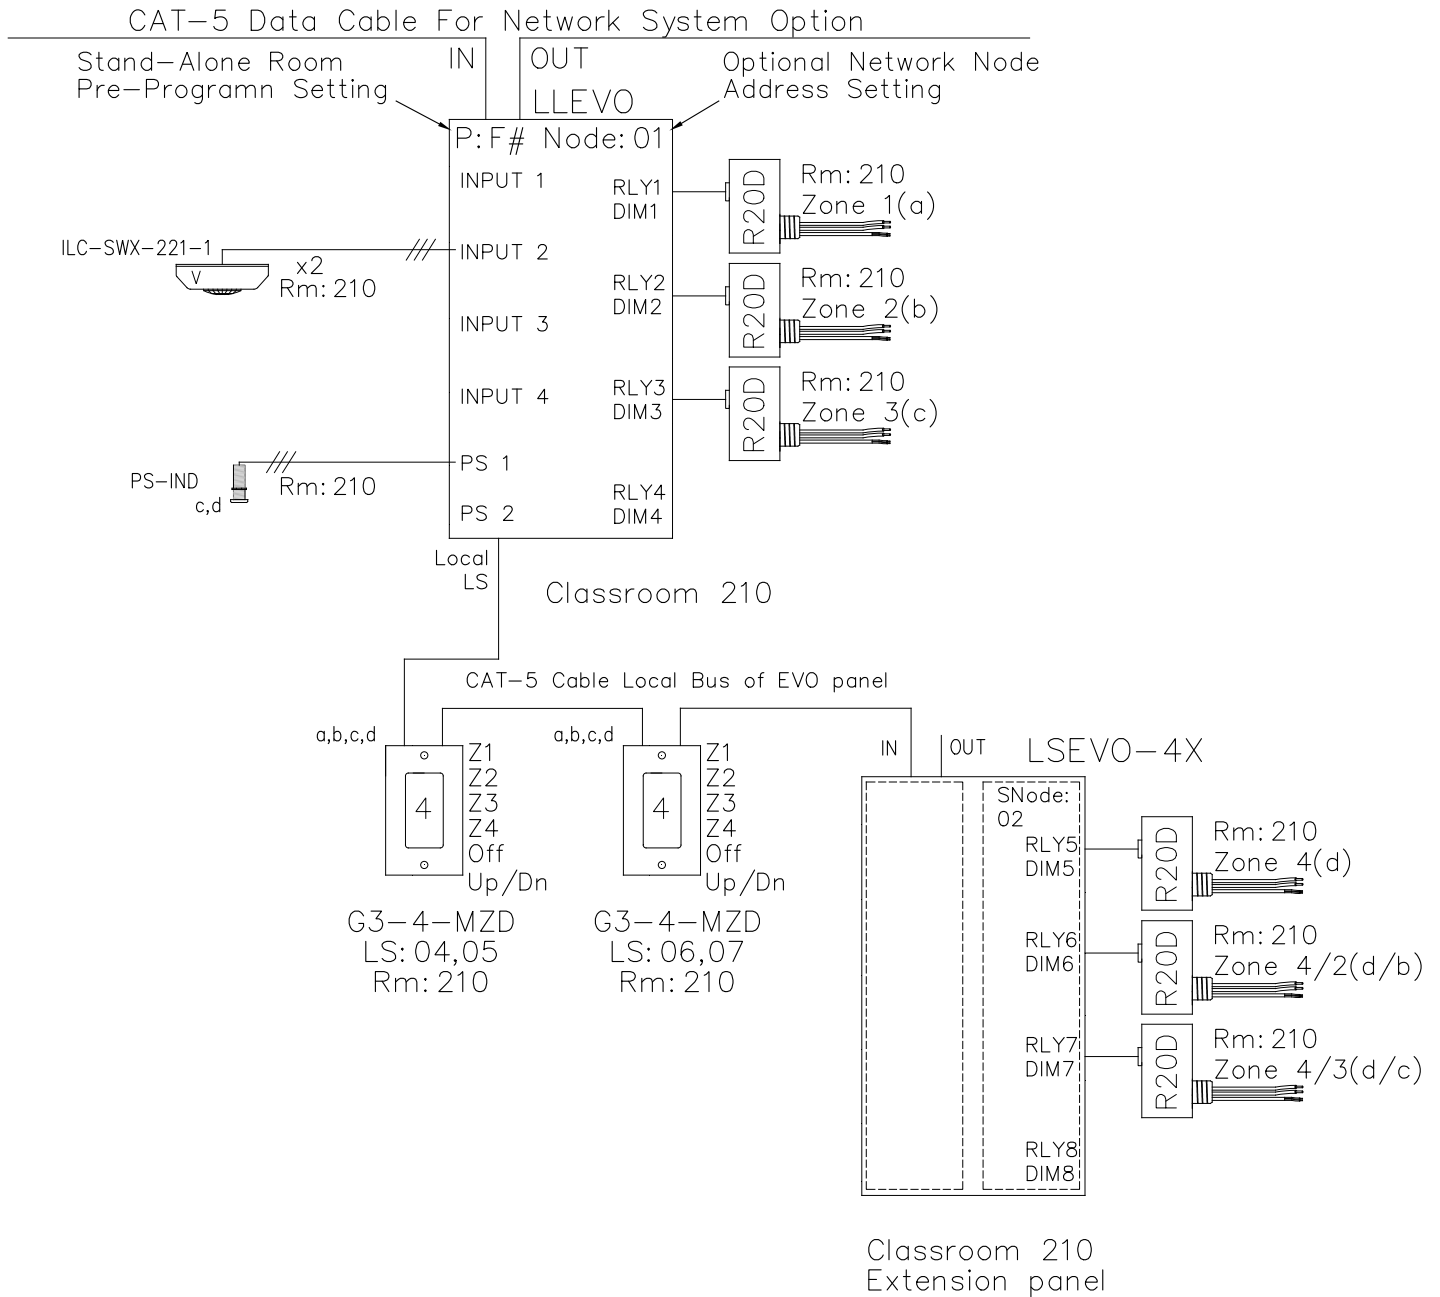 CAT-5 Data Cable For Network System Option
IN
OUT
Stand-Alone Room
Pre-Programn Setting
Optional Network Node
Address Setting
LLEVO
P:F# Node:01
INPUT 1
INPUT 2
INPUT 3
INPUT 4
PS 1
PS 2
RLY1
DIM1
RLY2
DIM2
RLY3
DIM3
RLY4
DIM4
R20D
Rm:210
Zone 1(a)
R20D
Rm:210
Zone 2(b)
R20D
Rm:210
Zone 3(c)
ILC-SWX-221-1
V
x2
Rm:210
PS-IND
c,d
Rm:210
Local
LS
Classroom 210
CAT-5 Cable Local Bus of EVO panel
a,b,c,d
4
Z1
Z2
Z3
Z4
Off
Up/Dn
G3-4-MZD
LS:04,05
Rm:210
a,b,c,d
4
Z1
Z2
Z3
Z4
Off
Up/Dn
G3-4-MZD
LS:06,07
Rm:210
IN
OUT
LSEVO-4X
SNode:
02
RLY5
DIM5
RLY6
DIM6
RLY7
DIM7
RLY8
DIM8
R20D
Rm:210
Zone 4(d)
R20D
Rm:210
Zone 4/2(d/b)
R20D
Rm:210
Zone 4/3(d/c)
Classroom 210
Extension panel